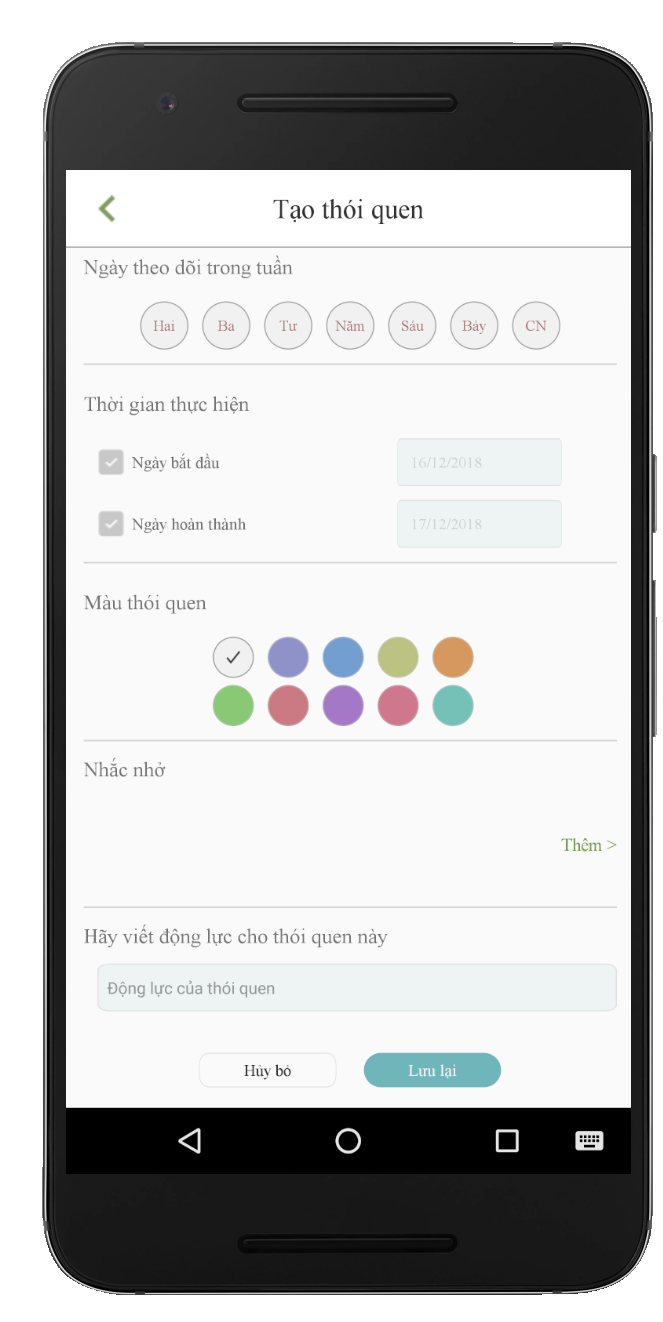 Tạo thói quen
Ngày theo dõi trong tuần
Hai Ba Tư Năm Sáu Bảy CN
Thời gian thực hiện
Ngày bắt đầu 16/12/2018
Ngày hoàn thành 17/12/2018
Màu thói quen
Nhắc nhở
Thêm >
Hãy viết động lực cho thói quen này
Động lực của thói quen
Hủy bỏ Lưu lại